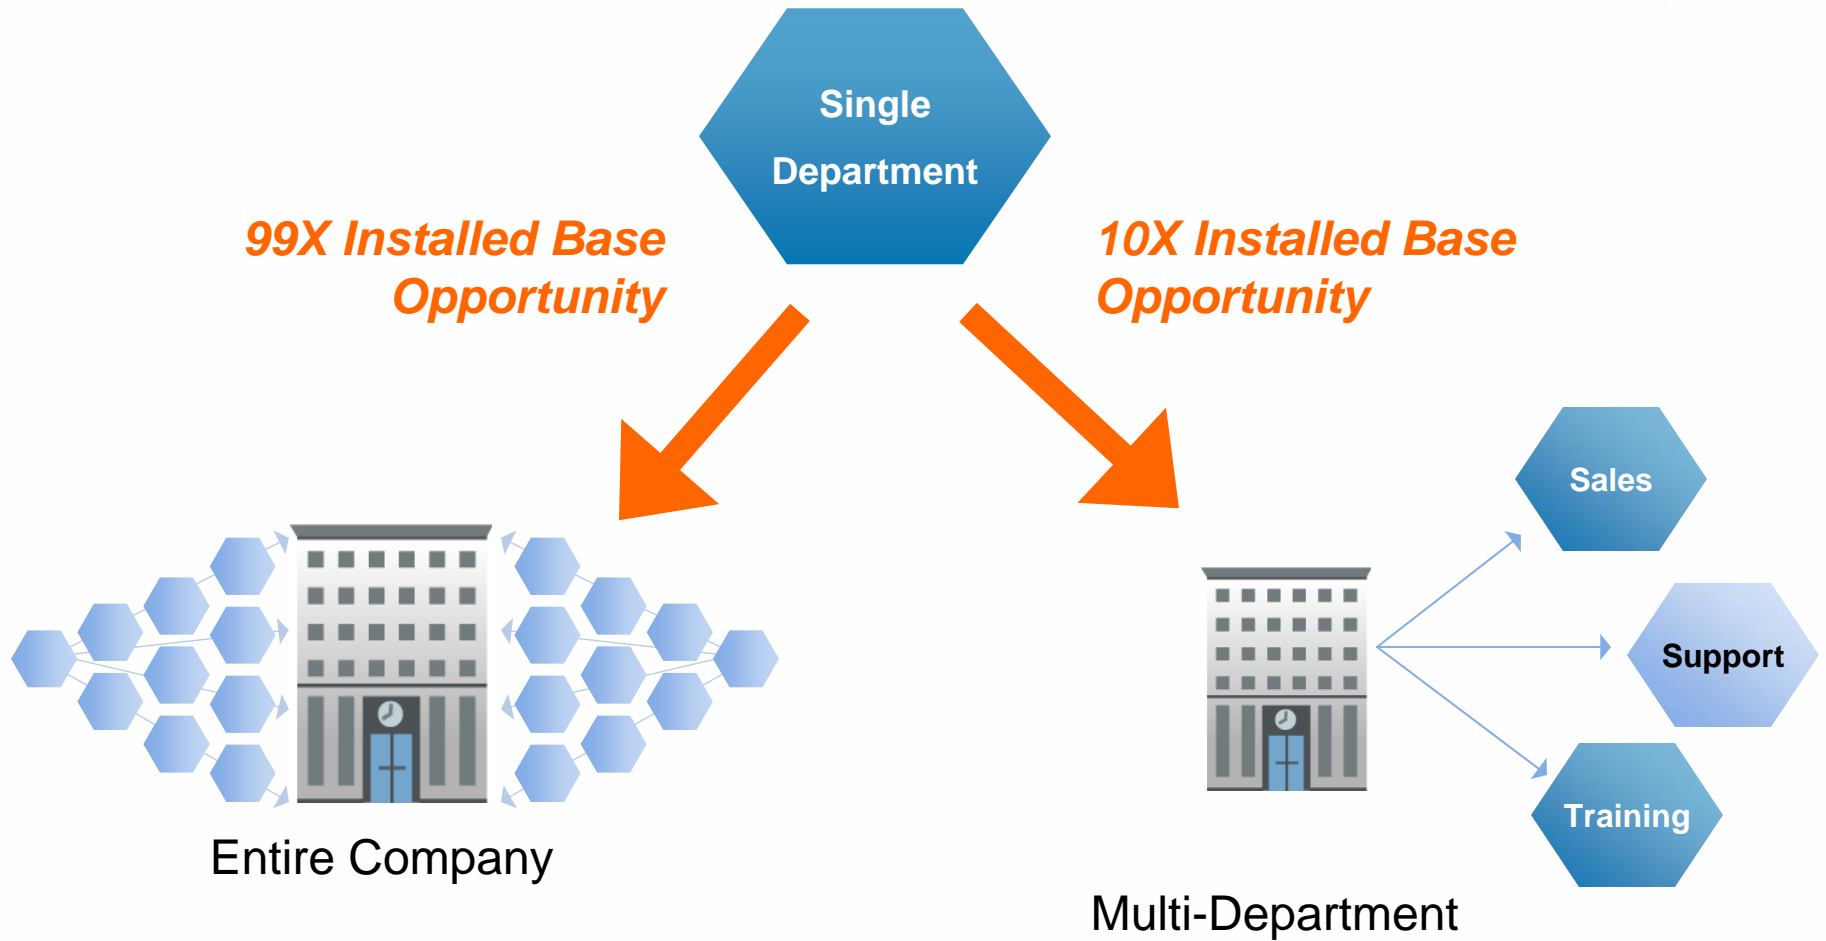 Single
Department
99X Installed Base
Opportunity
10X Installed Base
Opportunity
Sales
Support
Training
Entire Company
Multi-Department